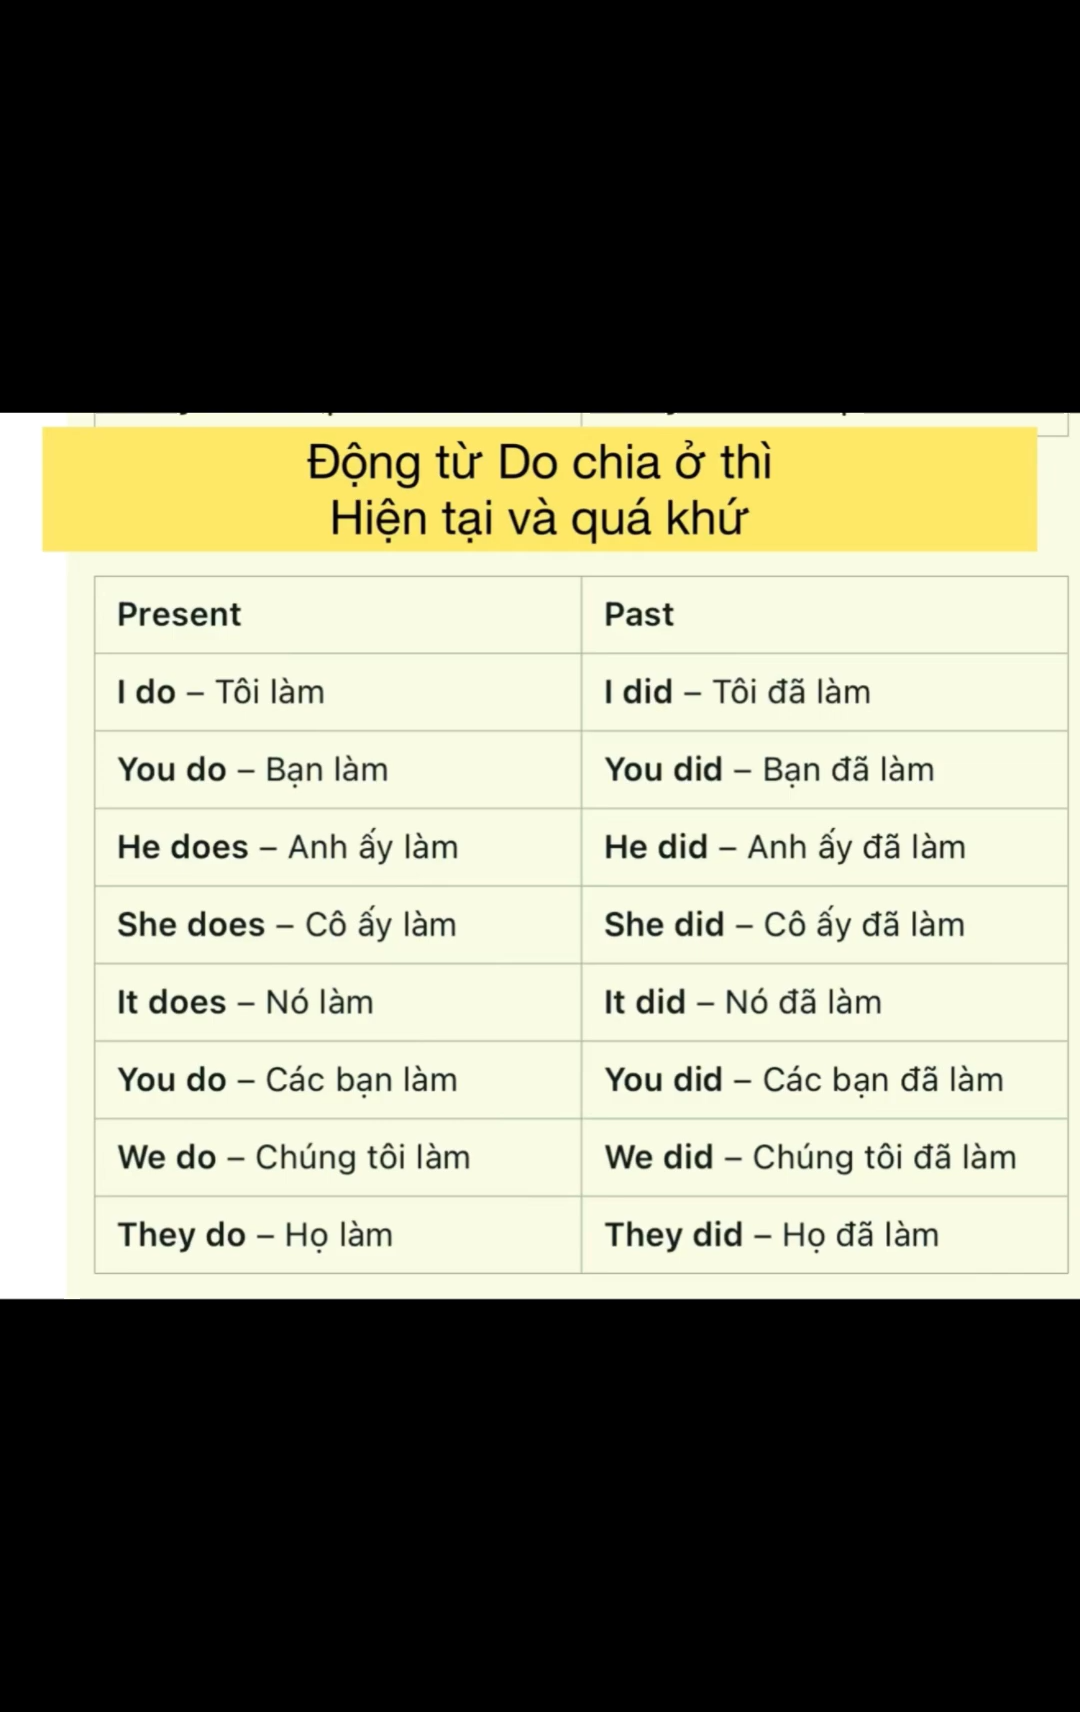 Động từ Do chia ở thì
Hiện tại và quá khứ
Present
Past
I do – Tôi làm
I did – Tôi đã làm
You do – Bạn làm
You did – Bạn đã làm
He does – Anh ấy làm
He did – Anh ấy đã làm
She does – Cô ấy làm
She did – Cô ấy đã làm
It does – Nó làm
It did – Nó đã làm
You do – Các bạn làm
You did – Các bạn đã làm
We do – Chúng tôi làm
We did – Chúng tôi đã làm
They do – Họ làm
They did – Họ đã làm